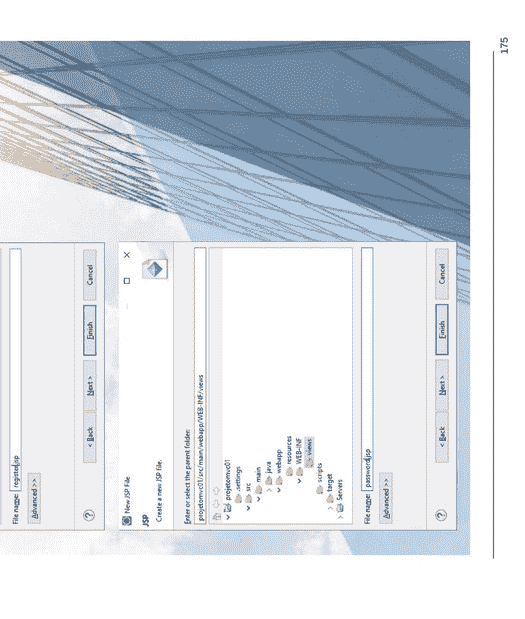 File name: register.jsp
Advanced >>
< Back
Next >
Finish
Cancel
New JSP File
JSP
Create a new JSP file.
Enter or select the parent folder:
projetomvc01/src/main/webapp/WEB-INF/views
projetomvc01
.settings
src
main
java
webapp
resources
WEB-INF
views
scripts
target
Servers
File name: password.jsp
Advanced >>
< Back
Next >
Finish
Cancel
175